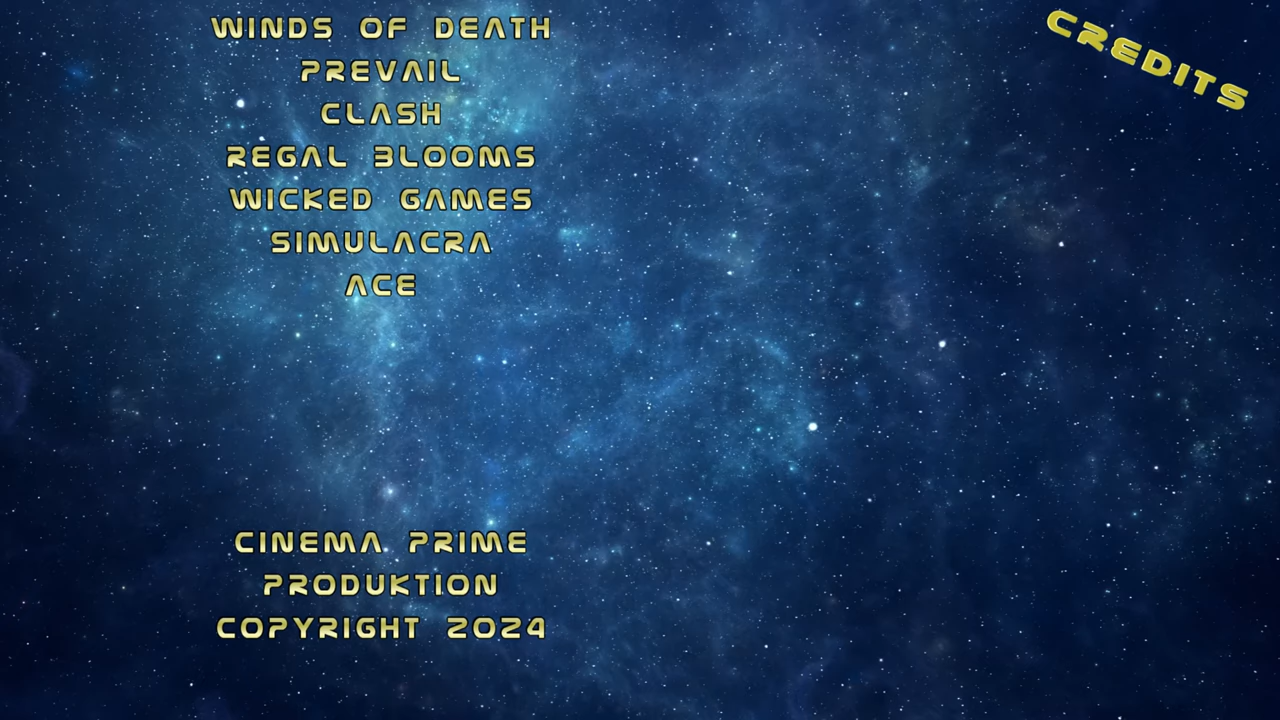 WINDS OF DEATH
PREVAIL
CLASH
REGAL BLOOMS
WICKED GAMES
SIMULACRA
ACE
CINEMA PRIME
PRODUKTION
COPYRIGHT 2024
CREDITS